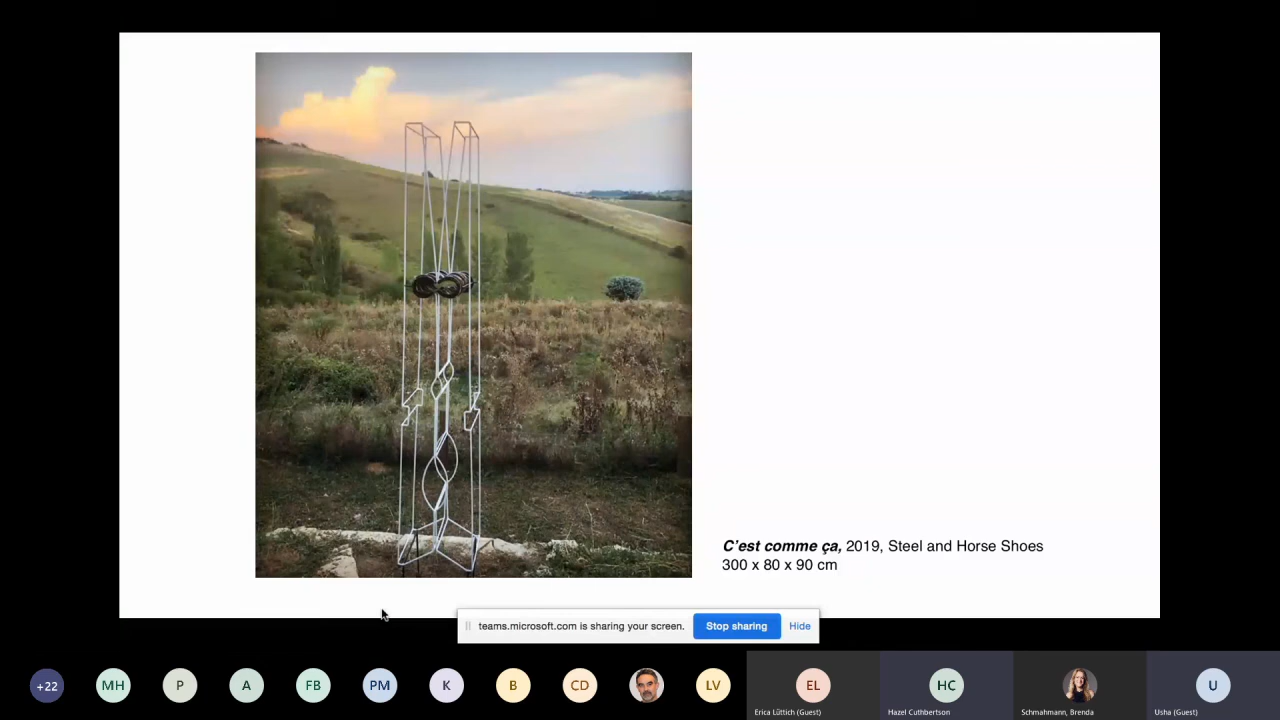 C'est comme ça, 2019, Steel and Horse Shoes
300 x 80 x 90 cm
teams.microsoft.com is sharing your screen.
Stop sharing
Hide
+22
MH
P
A
FB
PM
K
B
CD
LV
EL
HC
U
Erica Lüttich (Guest)
Hazel Cuthbertson
Schmahmann, Brenda
Usha (Guest)